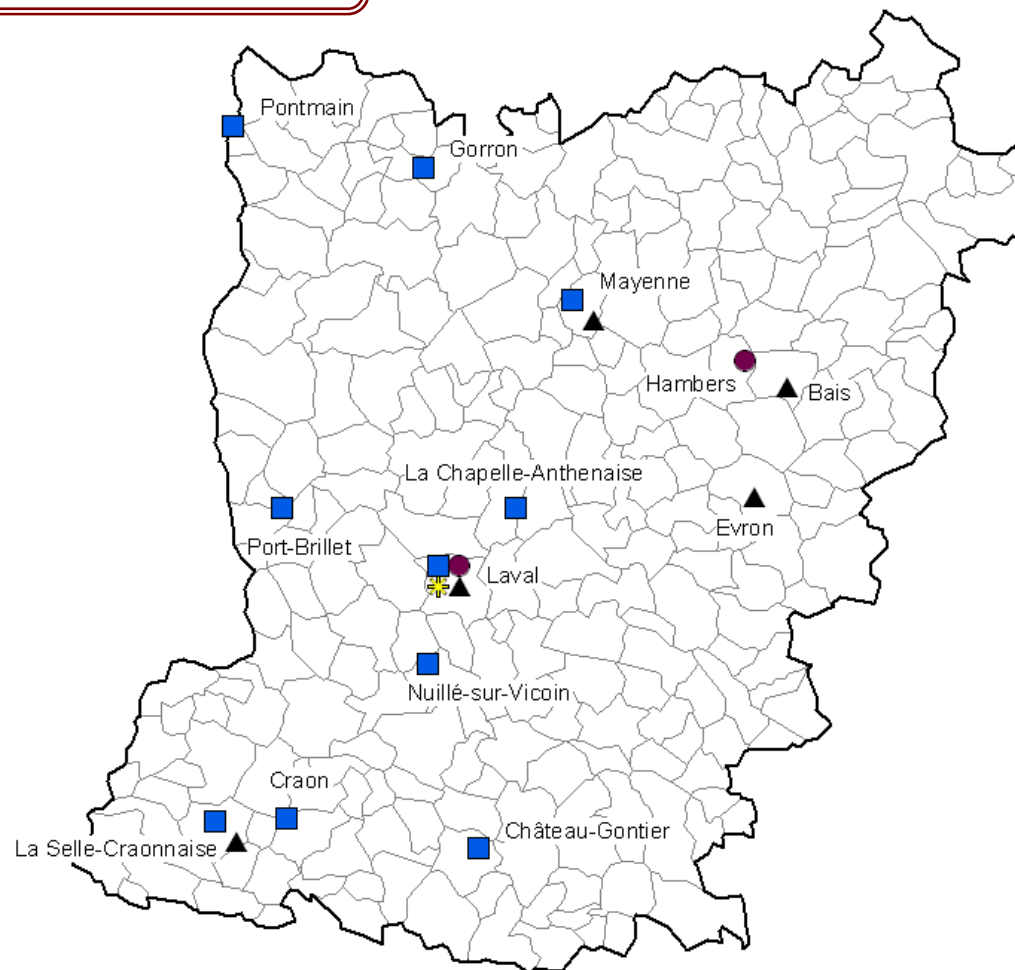 Pontmain
Gorron
Mayenne
Hambers
Bais
La Chapelle-Anthenaise
Evron
Port-Brillet
Laval
Nuillé-sur-Vicoin
Craon
Château-Gontier
La Selle-Craonnaise